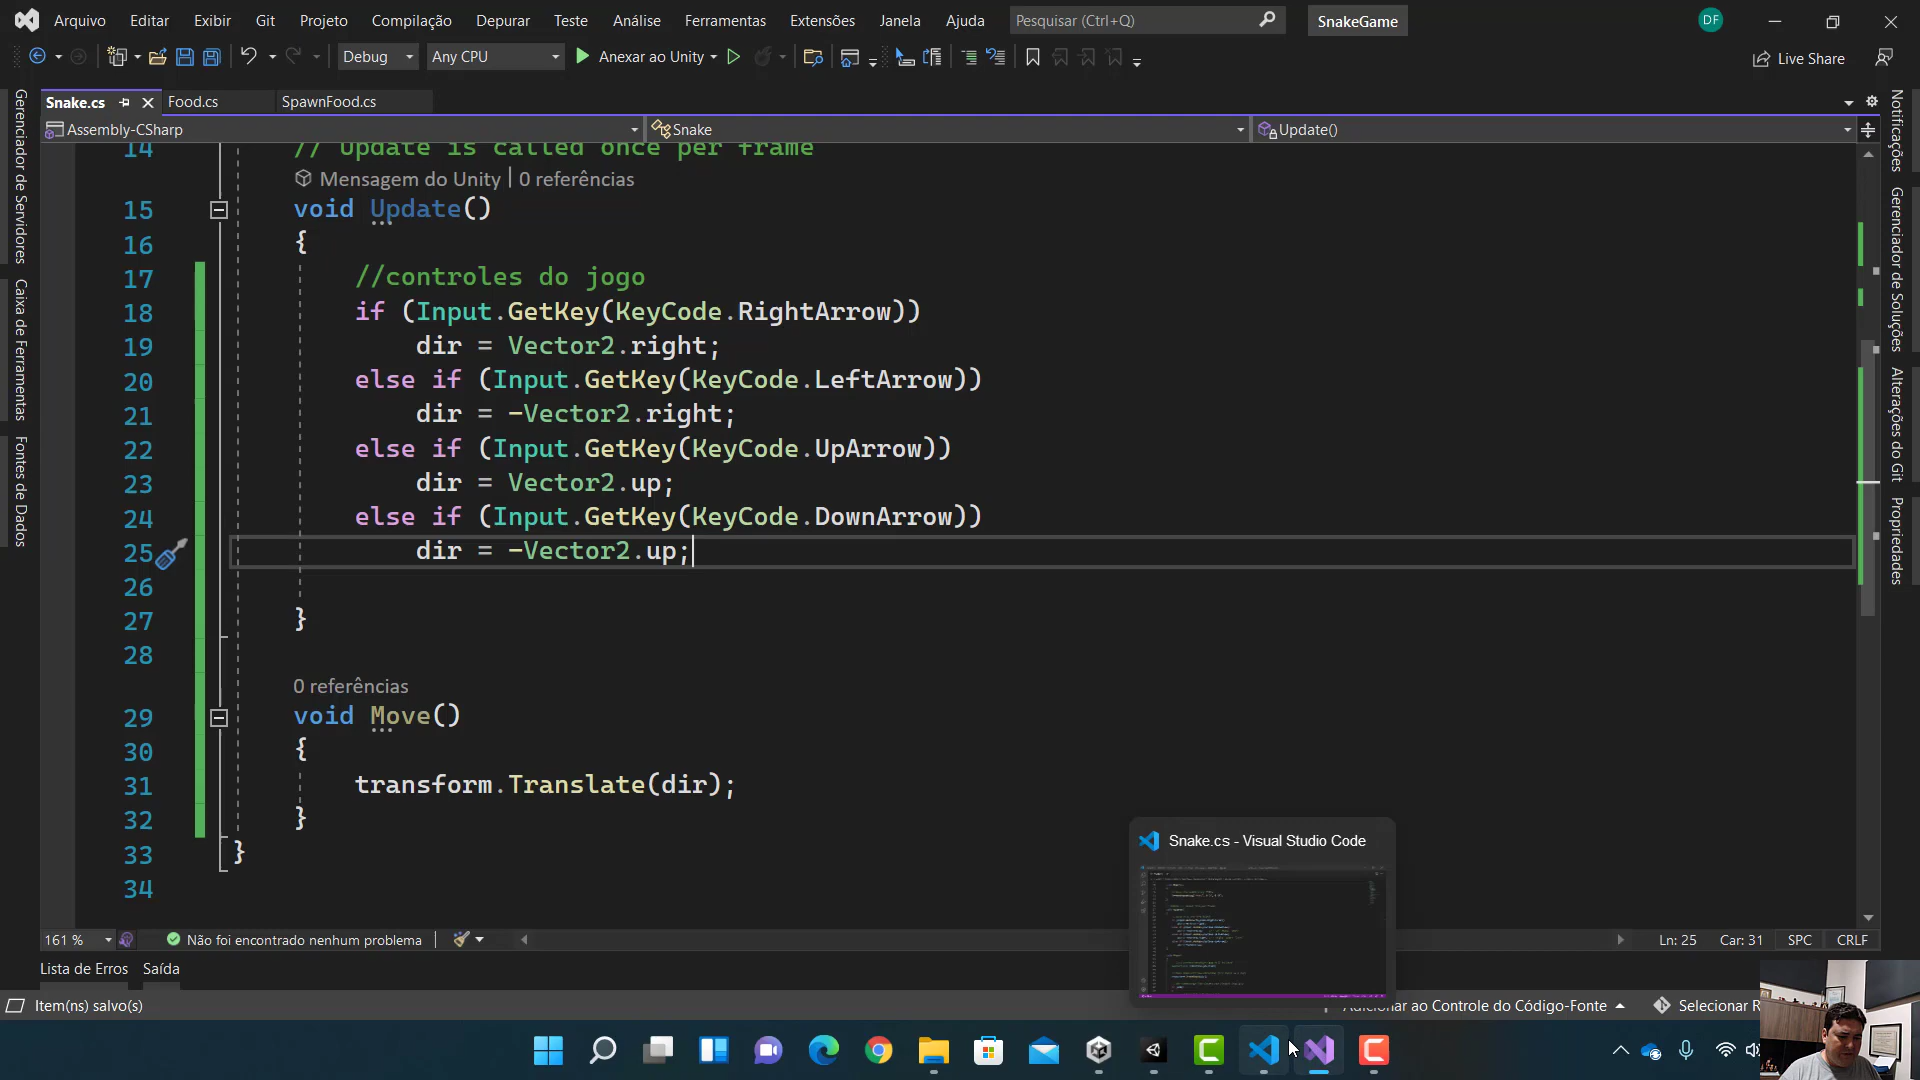 Arquivo Editar Exibir Git Projeto Compilação Depurar Teste Análise Ferramentas Extensões Janela Ajuda Pesquisar (Ctrl+Q) SnakeGame DF
Debug Any CPU Anexar ao Unity Live Share
Snake.cs Food.cs SpawnFood.cs
Assembly-CSharp Snake Update()
14 // Update is called once per frame
Mensagem do Unity | 0 referências
15 void Update()
16 {
17 //controles do jogo
18 if (Input.GetKey(KeyCode.RightArrow))
19 dir = Vector2.right;
20 else if (Input.GetKey(KeyCode.LeftArrow))
21 dir = -Vector2.right;
22 else if (Input.GetKey(KeyCode.UpArrow))
23 dir = Vector2.up;
24 else if (Input.GetKey(KeyCode.DownArrow))
25 dir = -Vector2.up;
26
27 }
28
0 referências
29 void Move()
30 {
31 transform.Translate(dir);
32 }
33 }
34
Gerenciador de Servidores
Caixa de Ferramentas
Fontes de Dados
Notificações
Gerenciador de Soluções
Alterações do Git
Propriedades
Snake.cs - Visual Studio Code
161 % Não foi encontrado nenhum problema Ln: 25 Car: 31 SPC CRLF
Lista de Erros Saída
Item(ns) salvo(s) ao Controle do Código-Fonte Selecionar